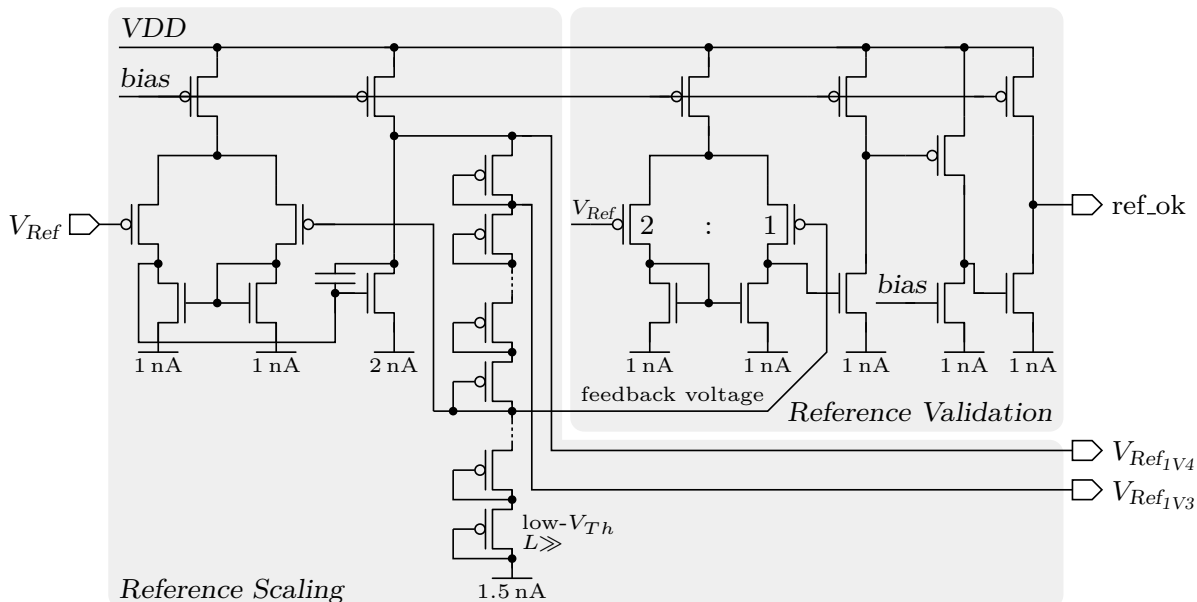 VDD
bias
V_Ref
V_Ref
2 : 1
ref_ok
bias
1 nA 1 nA 2 nA 1 nA 1 nA 1 nA 1 nA 1 nA
feedback voltage
Reference Validation
V_Ref_1V4
V_Ref_1V3
low-V_Th
L≫
1.5 nA
Reference Scaling